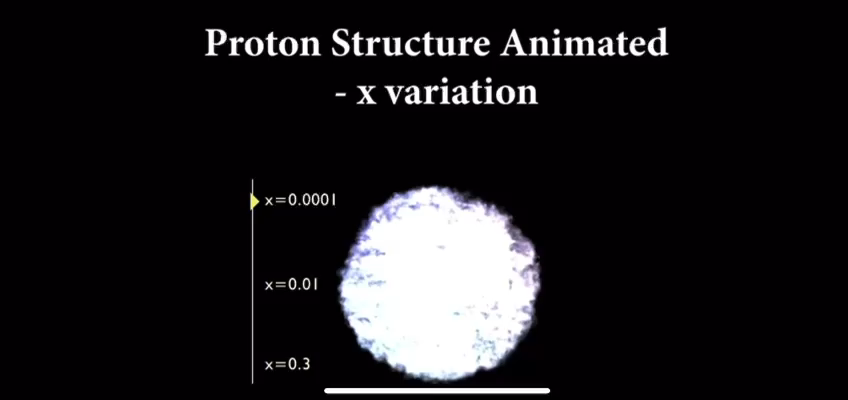 Proton Structure Animated
- x variation
x=0.0001
x=0.01
x=0.3